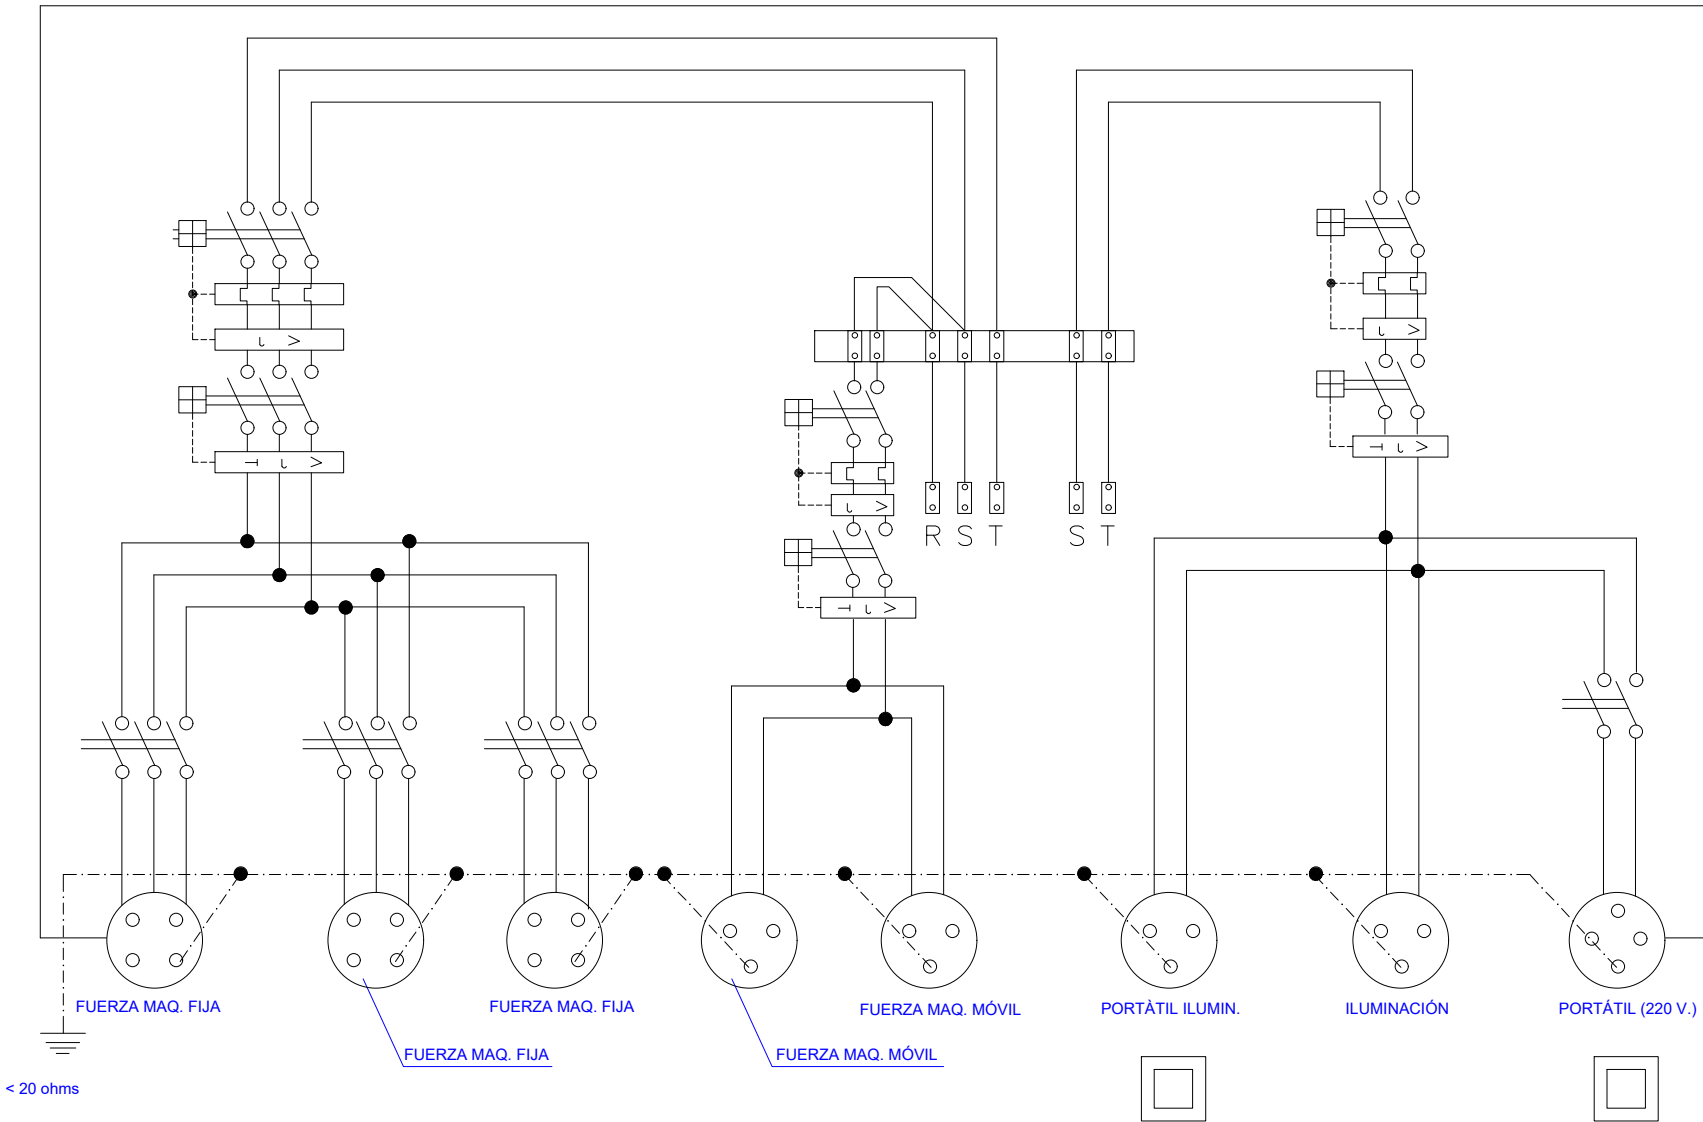 R S T
S T
FUERZA MAQ. FIJA
FUERZA MAQ. FIJA
FUERZA MAQ. MÓVIL
PORTÀTIL ILUMIN.
ILUMINACIÓN
PORTÁTIL (220 V.)
FUERZA MAQ. FIJA
FUERZA MAQ. MÓVIL
< 20 ohms